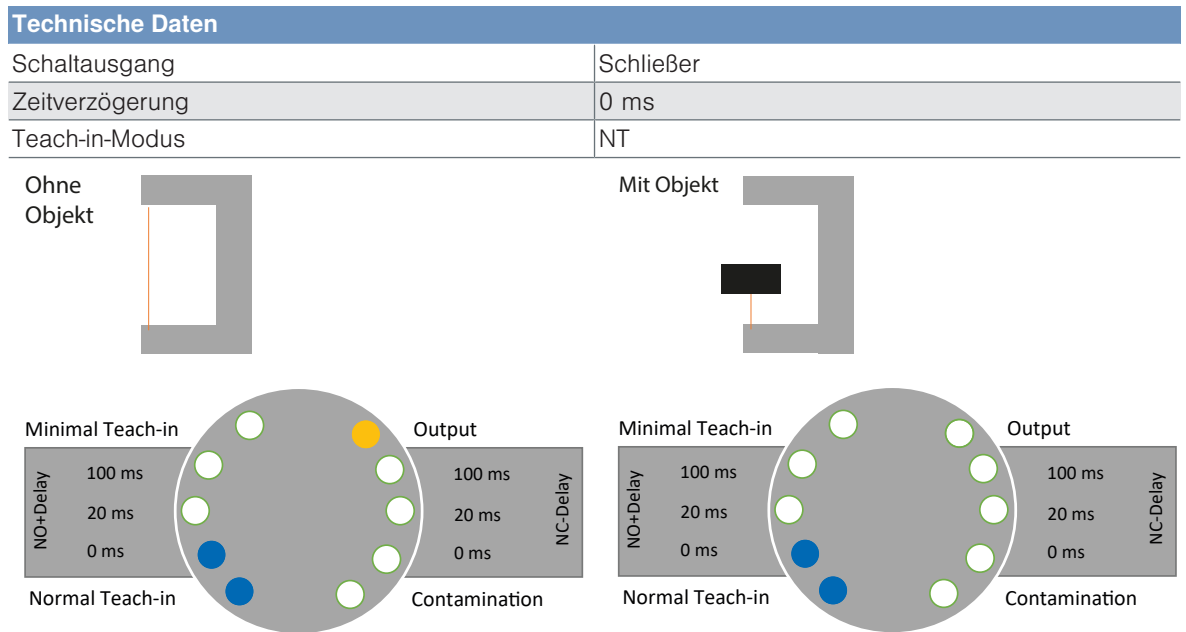 Technische Daten
Schaltausgang Schließer
Zeitverzögerung 0 ms
Teach-in-Modus NT
Ohne
Objekt
Mit Objekt
Minimal Teach-in
Output
NO+Delay
100 ms
20 ms
0 ms
100 ms
20 ms
0 ms
NC-Delay
Normal Teach-in
Contamination
Minimal Teach-in
Output
NO+Delay
100 ms
20 ms
0 ms
100 ms
20 ms
0 ms
NC-Delay
Normal Teach-in
Contamination